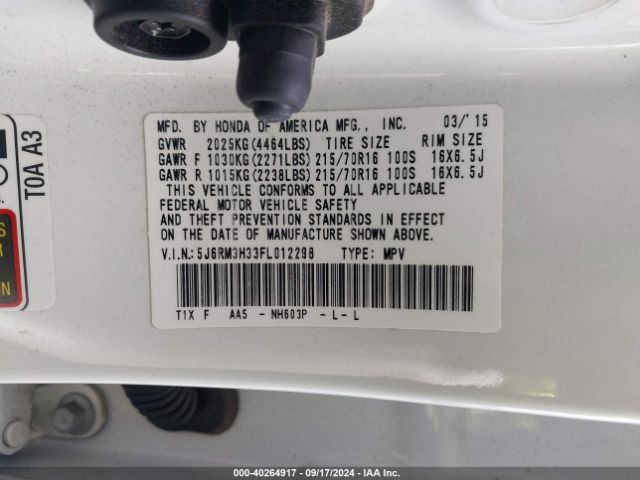 MFD. BY HONDA OF AMERICA MFG., INC. 03/'15
GVWR 2025KG(4464LBS) TIRE SIZE RIM SIZE
GAWR F 1030KG(2271LBS) 215/70R16 100S 16X6.5J
GAWR R 1015KG(2238LBS) 215/70R16 100S 16X6.5J
THIS VEHICLE CONFORMS TO ALL APPLICABLE
FEDERAL MOTOR VEHICLE SAFETY
AND THEFT PREVENTION STANDARDS IN EFFECT
ON THE DATE OF MANUFACTURE SHOWN ABOVE.
V.I.N.:5J6RM3H33FL012298 TYPE: MPV
T1X F AA5 - NH603P - L - L
T0A A3
000-40264917 - 09/17/2024 - IAA Inc.